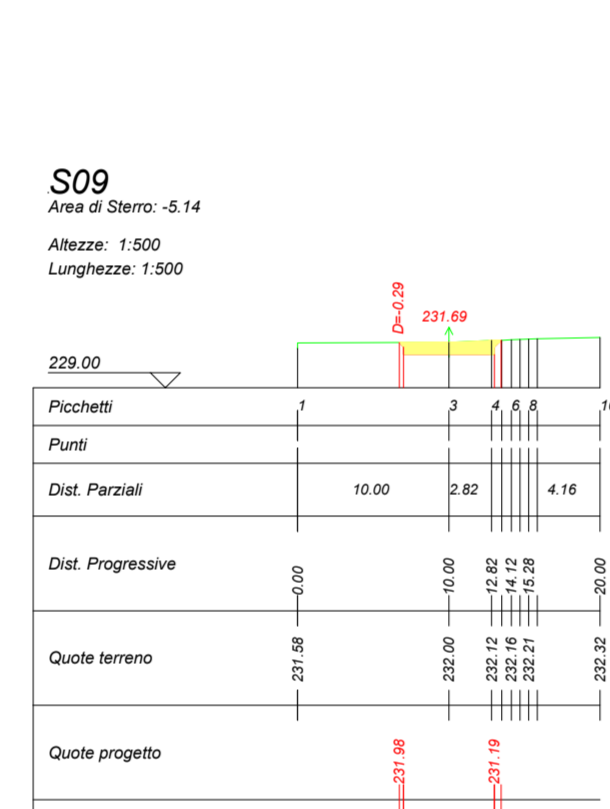 S09
Area di Sterro: -5.14
Altezze: 1:500
Lunghezze: 1:500
D=-0.29
231.69
229.00
Picchetti 1 3 4 6 8
Punti
Dist. Parziali 10.00 2.82 4.16
Dist. Progressive 0.00 10.00 12.82 14.12 15.28 20.00
Quote terreno 231.58 232.00 232.12 232.16 232.21 232.32
Quote progetto 231.98 231.19